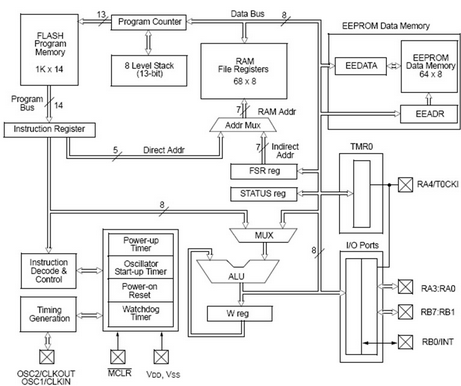 13
Program Counter
Data Bus
8
EEPROM Data Memory
FLASH
Program
Memory
1K x 14
8 Level Stack
(13-bit)
RAM
File Registers
68 x 8
EEDATA
EEPROM
Data Memory
64 x 8
EEADR
Program
Bus
14
7
RAM Addr
Instruction Register
Addr Mux
5
Direct Addr
7
Indirect
Addr
FSR reg
TMR0
STATUS reg
RA4/T0CKI
8
MUX
8
I/O Ports
Power-up
Timer
Oscillator
Start-up Timer
Power-on
Reset
Watchdog
Timer
Instruction
Decode &
Control
ALU
RA3:RA0
Timing
Generation
W reg
RB7:RB1
RB0/INT
OSC2/CLKOUT
OSC1/CLKIN
MCLR
VDD, VSS